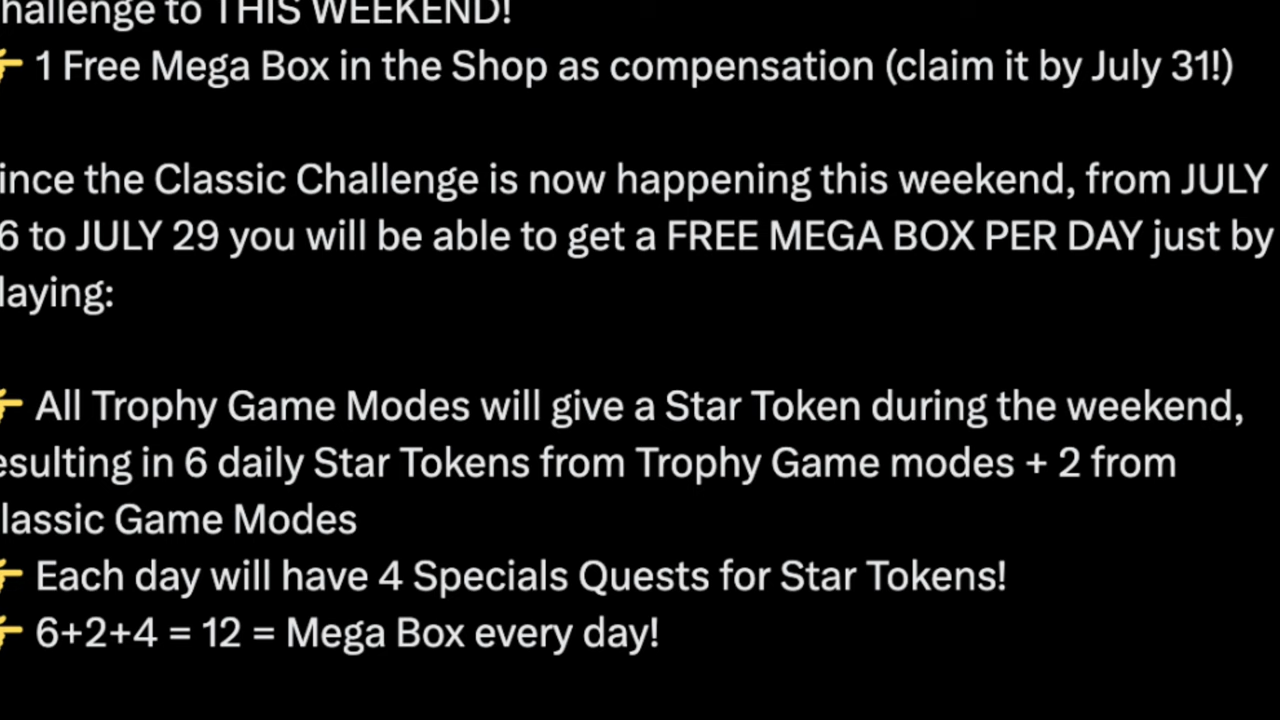 hallenge to THIS WEEKEND!
👉 1 Free Mega Box in the Shop as compensation (claim it by July 31!)
ince the Classic Challenge is now happening this weekend, from JULY
6 to JULY 29 you will be able to get a FREE MEGA BOX PER DAY just by
laying:
👉 All Trophy Game Modes will give a Star Token during the weekend,
esulting in 6 daily Star Tokens from Trophy Game modes + 2 from
lassic Game Modes
👉 Each day will have 4 Specials Quests for Star Tokens!
👉 6+2+4 = 12 = Mega Box every day!